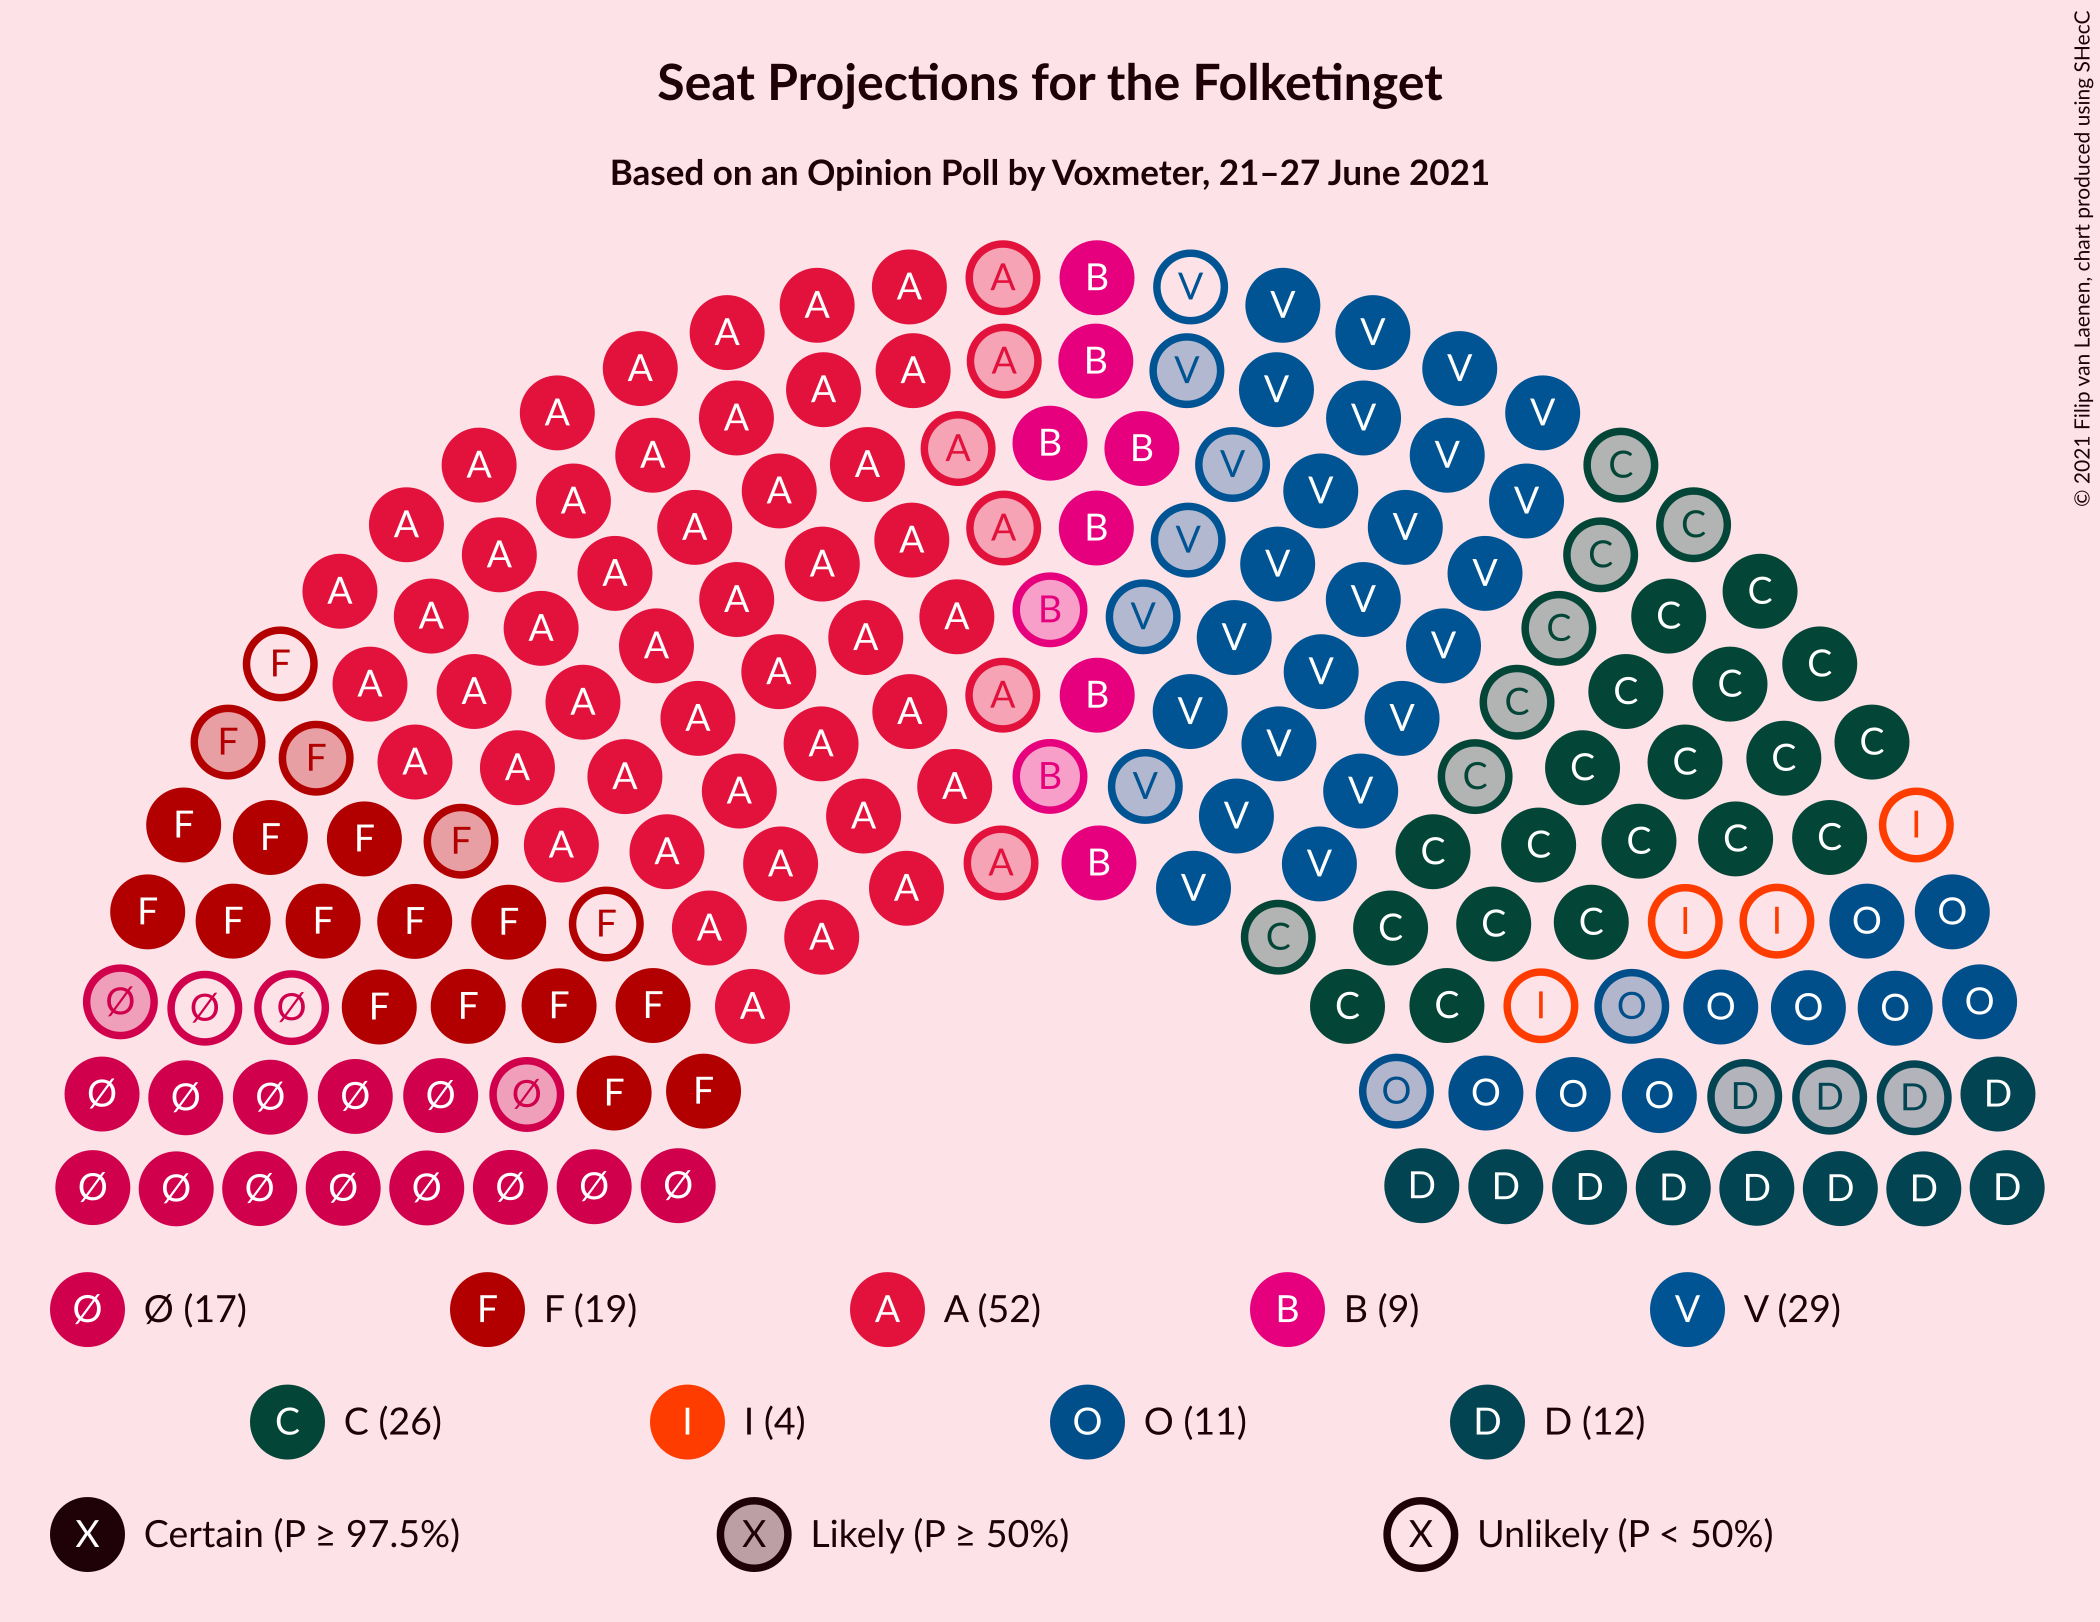 Seat Projections for the Folketinget
Based on an Opinion Poll by Voxmeter, 21–27 June 2021
© 2021 Filip van Laenen, chart produced using SHecC
A A B V
A V
A V
A A A B V V
A V
A A V V
A A A A B B V V C
A A V V
A A A A B V V C
A A A V V C
A A A A A B V V C C C
F A A A V V V C
A A A A A A B V V C C C
F F A A A A A A B V V V C C C C C
F F F F A A A A A B V V C C C C C I
F F F F F F A A A V C C C C I I O O
Ø Ø Ø F F F F A C C I O O O O O
Ø Ø Ø Ø Ø Ø F F O O O O D D D D
Ø Ø Ø Ø Ø Ø Ø Ø D D D D D D D D
Ø Ø (17) F F (19) A A (52) B B (9) V V (29)
C C (26) I I (4) O O (11) D D (12)
X Certain (P ≥ 97.5%) X Likely (P ≥ 50%) X Unlikely (P < 50%)